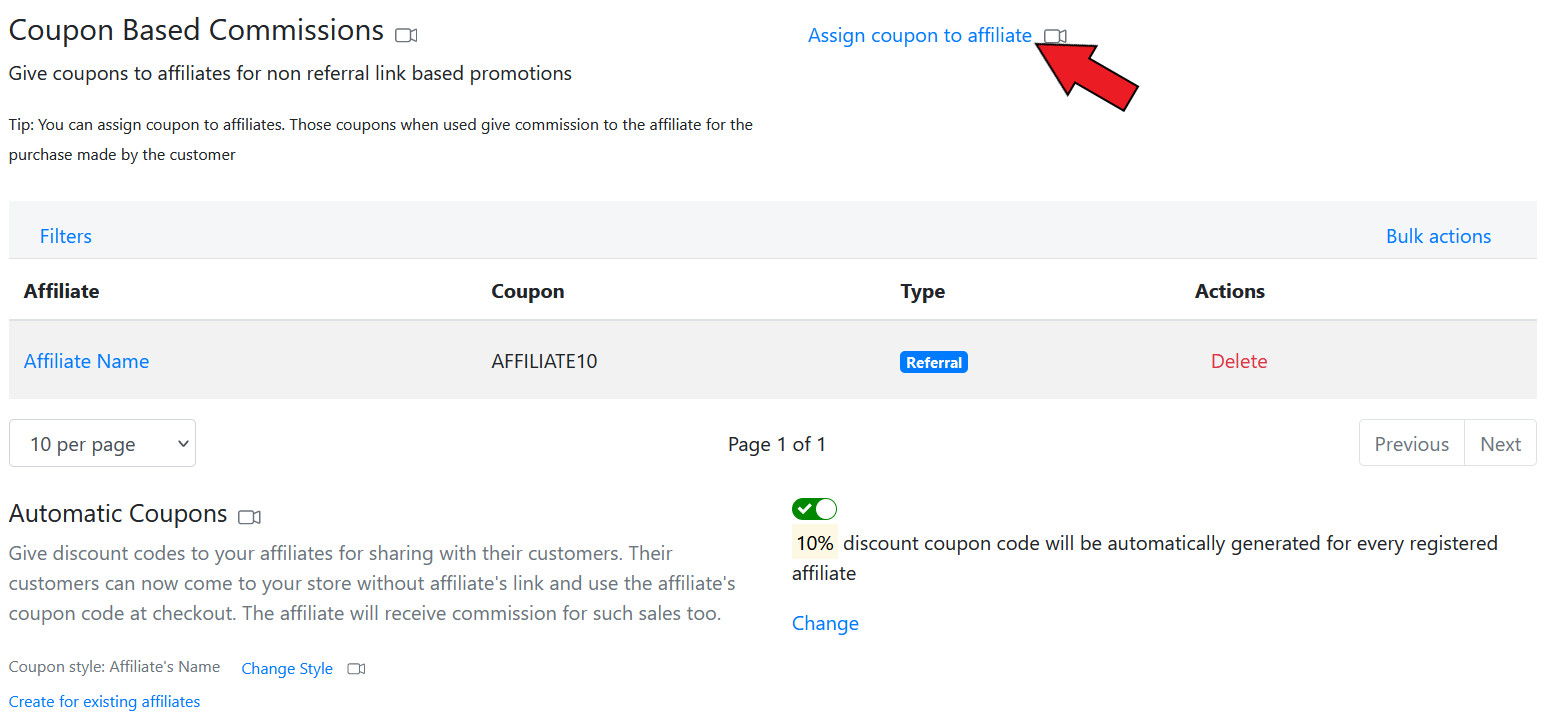 Coupon Based Commissions
Assign coupon to affiliate
Give coupons to affiliates for non referral link based promotions
Tip: You can assign coupon to affiliates. Those coupons when used give commission to the affiliate for the
purchase made by the customer
Filters
Bulk actions
Affiliate Coupon Type Actions
Affiliate Name AFFILIATE10 Referral Delete
10 per page
Page 1 of 1
Previous Next
Automatic Coupons
Give discount codes to your affiliates for sharing with their customers. Their
customers can now come to your store without affiliate's link and use the affiliate's
coupon code at checkout. The affiliate will receive commission for such sales too.
Coupon style: Affiliate's Name Change Style
Create for existing affiliates
10% discount coupon code will be automatically generated for every registered
affiliate
Change